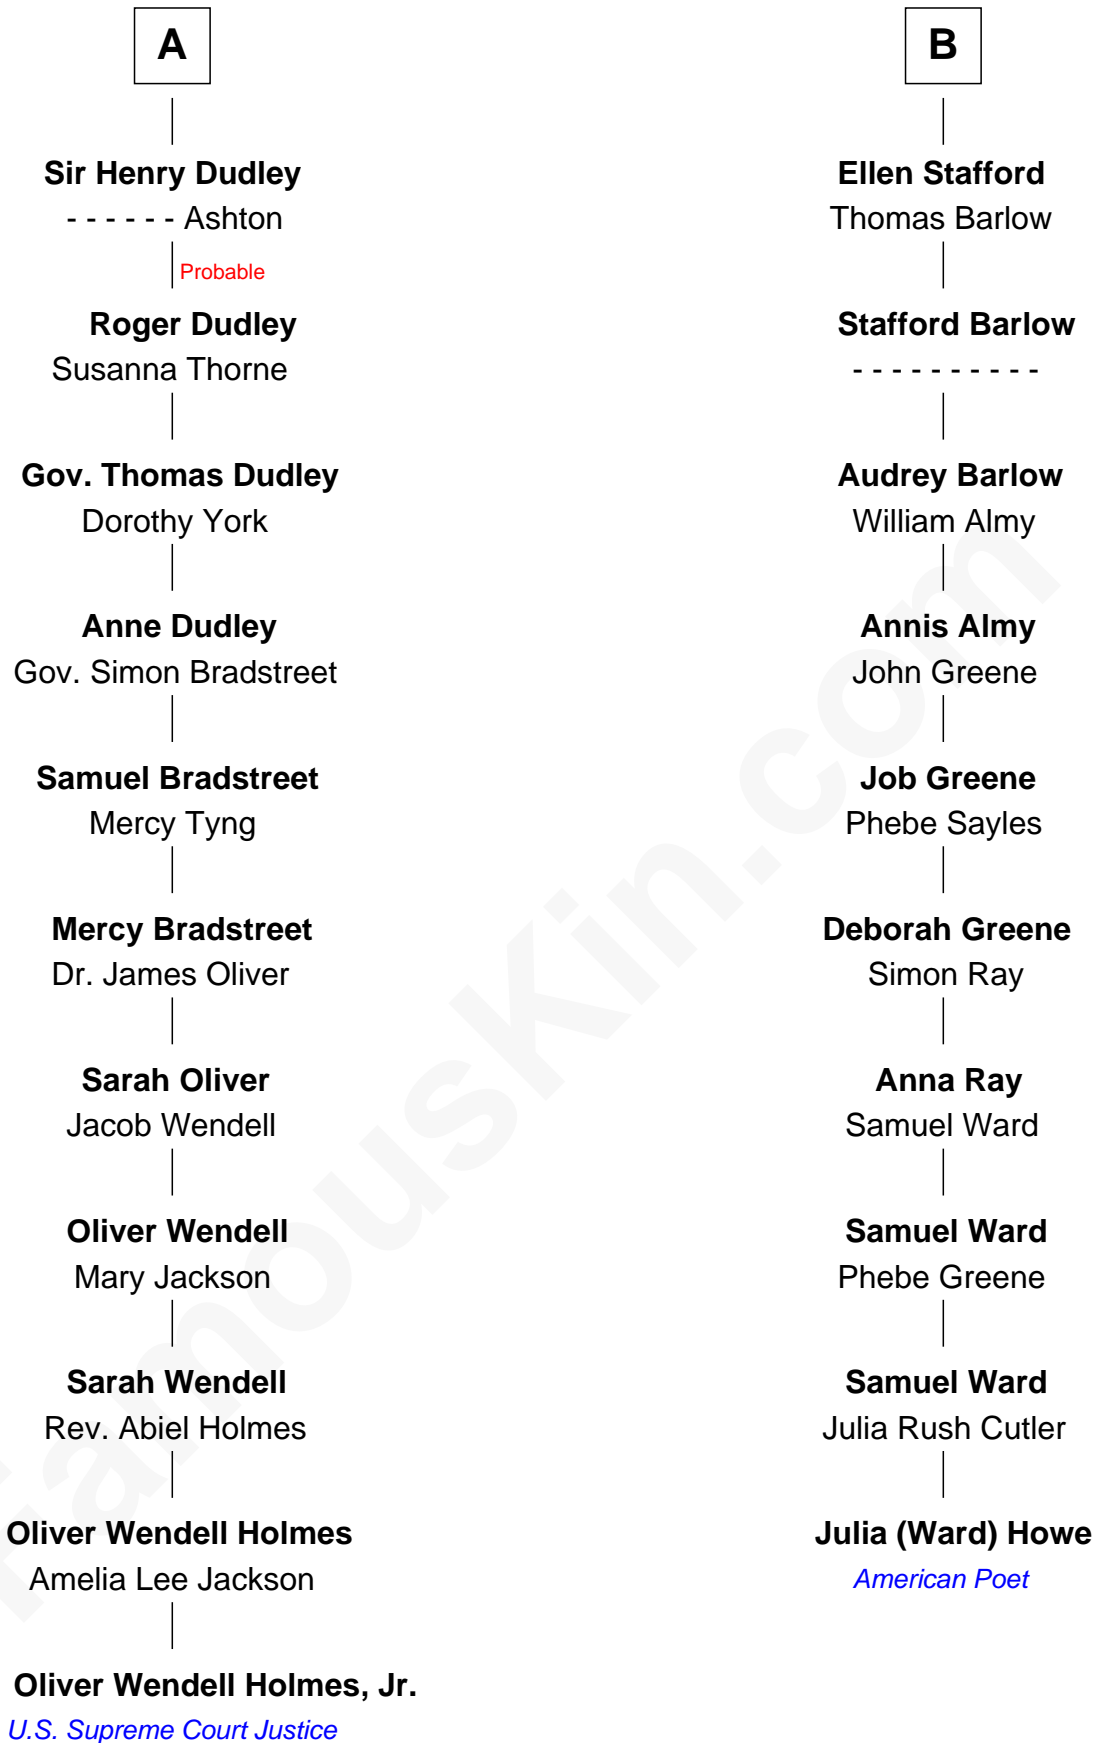 A
Sir Henry Dudley
- - - - - - Ashton
Probable
Roger Dudley
Susanna Thorne
Gov. Thomas Dudley
Dorothy York
Anne Dudley
Gov. Simon Bradstreet
Samuel Bradstreet
Mercy Tyng
Mercy Bradstreet
Dr. James Oliver
Sarah Oliver
Jacob Wendell
Oliver Wendell
Mary Jackson
Sarah Wendell
Rev. Abiel Holmes
Oliver Wendell Holmes
Amelia Lee Jackson
Oliver Wendell Holmes, Jr.
U.S. Supreme Court Justice
B
Ellen Stafford
Thomas Barlow
Stafford Barlow
- - - - - - - - - -
Audrey Barlow
William Almy
Annis Almy
John Greene
Job Greene
Phebe Sayles
Deborah Greene
Simon Ray
Anna Ray
Samuel Ward
Samuel Ward
Phebe Greene
Samuel Ward
Julia Rush Cutler
Julia (Ward) Howe
American Poet
FamousKin.com